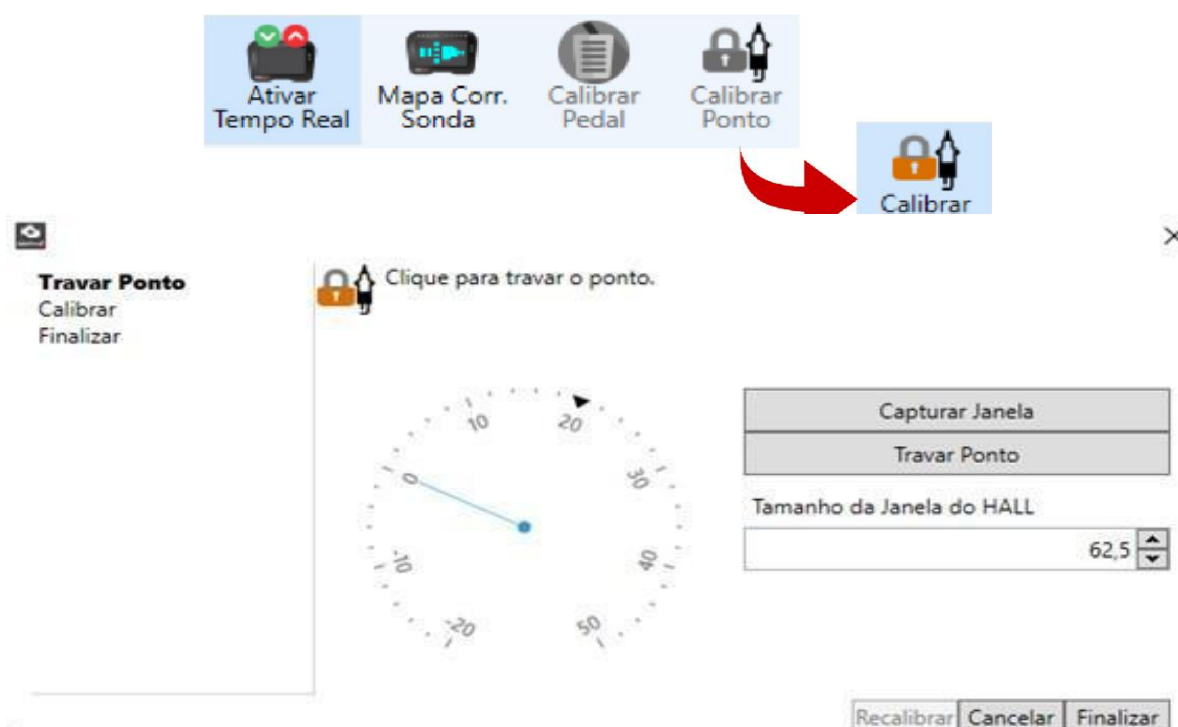 Ativar
Tempo Real
Mapa Corr.
Sonda
Calibrar
Pedal
Calibrar
Ponto
Calibrar
Travar Ponto
Calibrar
Finalizar
Clique para travar o ponto.
10
20
0
30
-10
40
-20
50
Capturar Janela
Travar Ponto
Tamanho da Janela do HALL
62,5
Recalibrar Cancelar Finalizar